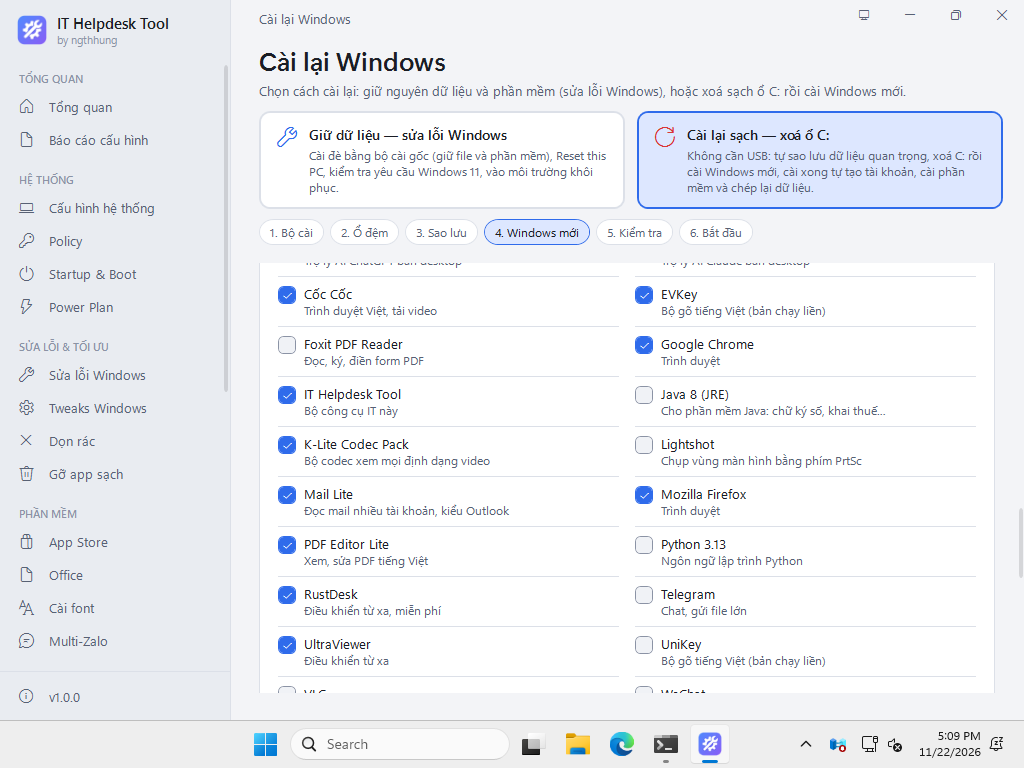 IT Helpdesk Tool
by ngthhung
TỔNG QUAN
Tổng quan
Báo cáo cấu hình
HỆ THỐNG
Cấu hình hệ thống
Policy
Startup & Boot
Power Plan
SỬA LỖI & TỐI ƯU
Sửa lỗi Windows
Tweaks Windows
Dọn rác
Gỡ app sạch
PHẦN MỀM
App Store
Office
Cài font
Multi-Zalo
v1.0.0
Cài lại Windows
Cài lại Windows
Chọn cách cài lại: giữ nguyên dữ liệu và phần mềm (sửa lỗi Windows), hoặc xoá sạch ổ C: rồi cài Windows mới.
Giữ dữ liệu — sửa lỗi Windows
Cài đè bằng bộ cài gốc (giữ file và phần mềm), Reset this
PC, kiểm tra yêu cầu Windows 11, vào môi trường khôi
phục.
Cài lại sạch — xoá ổ C:
Không cần USB: tự sao lưu dữ liệu quan trọng, xoá C: rồi
cài Windows mới, cài xong tự tạo tài khoản, cài phần
mềm và chép lại dữ liệu.
1. Bộ cài
2. Ổ đệm
3. Sao lưu
4. Windows mới
5. Kiểm tra
6. Bắt đầu
Trợ lý AI ChatGPT bản desktop
Trợ lý AI Claude bản desktop
Cốc Cốc
Trình duyệt Việt, tải video
EVKey
Bộ gõ tiếng Việt (bản chạy liền)
Foxit PDF Reader
Đọc, ký, điền form PDF
Google Chrome
Trình duyệt
IT Helpdesk Tool
Bộ công cụ IT này
Java 8 (JRE)
Cho phần mềm Java: chữ ký số, khai thuế...
K-Lite Codec Pack
Bộ codec xem mọi định dạng video
Lightshot
Chụp vùng màn hình bằng phím PrtSc
Mail Lite
Đọc mail nhiều tài khoản, kiểu Outlook
Mozilla Firefox
Trình duyệt
PDF Editor Lite
Xem, sửa PDF tiếng Việt
Python 3.13
Ngôn ngữ lập trình Python
RustDesk
Điều khiển từ xa, miễn phí
Telegram
Chat, gửi file lớn
UltraViewer
Điều khiển từ xa
UniKey
Bộ gõ tiếng Việt (bản chạy liền)
VLC
WeChat
Search
5:09 PM
11/22/2026